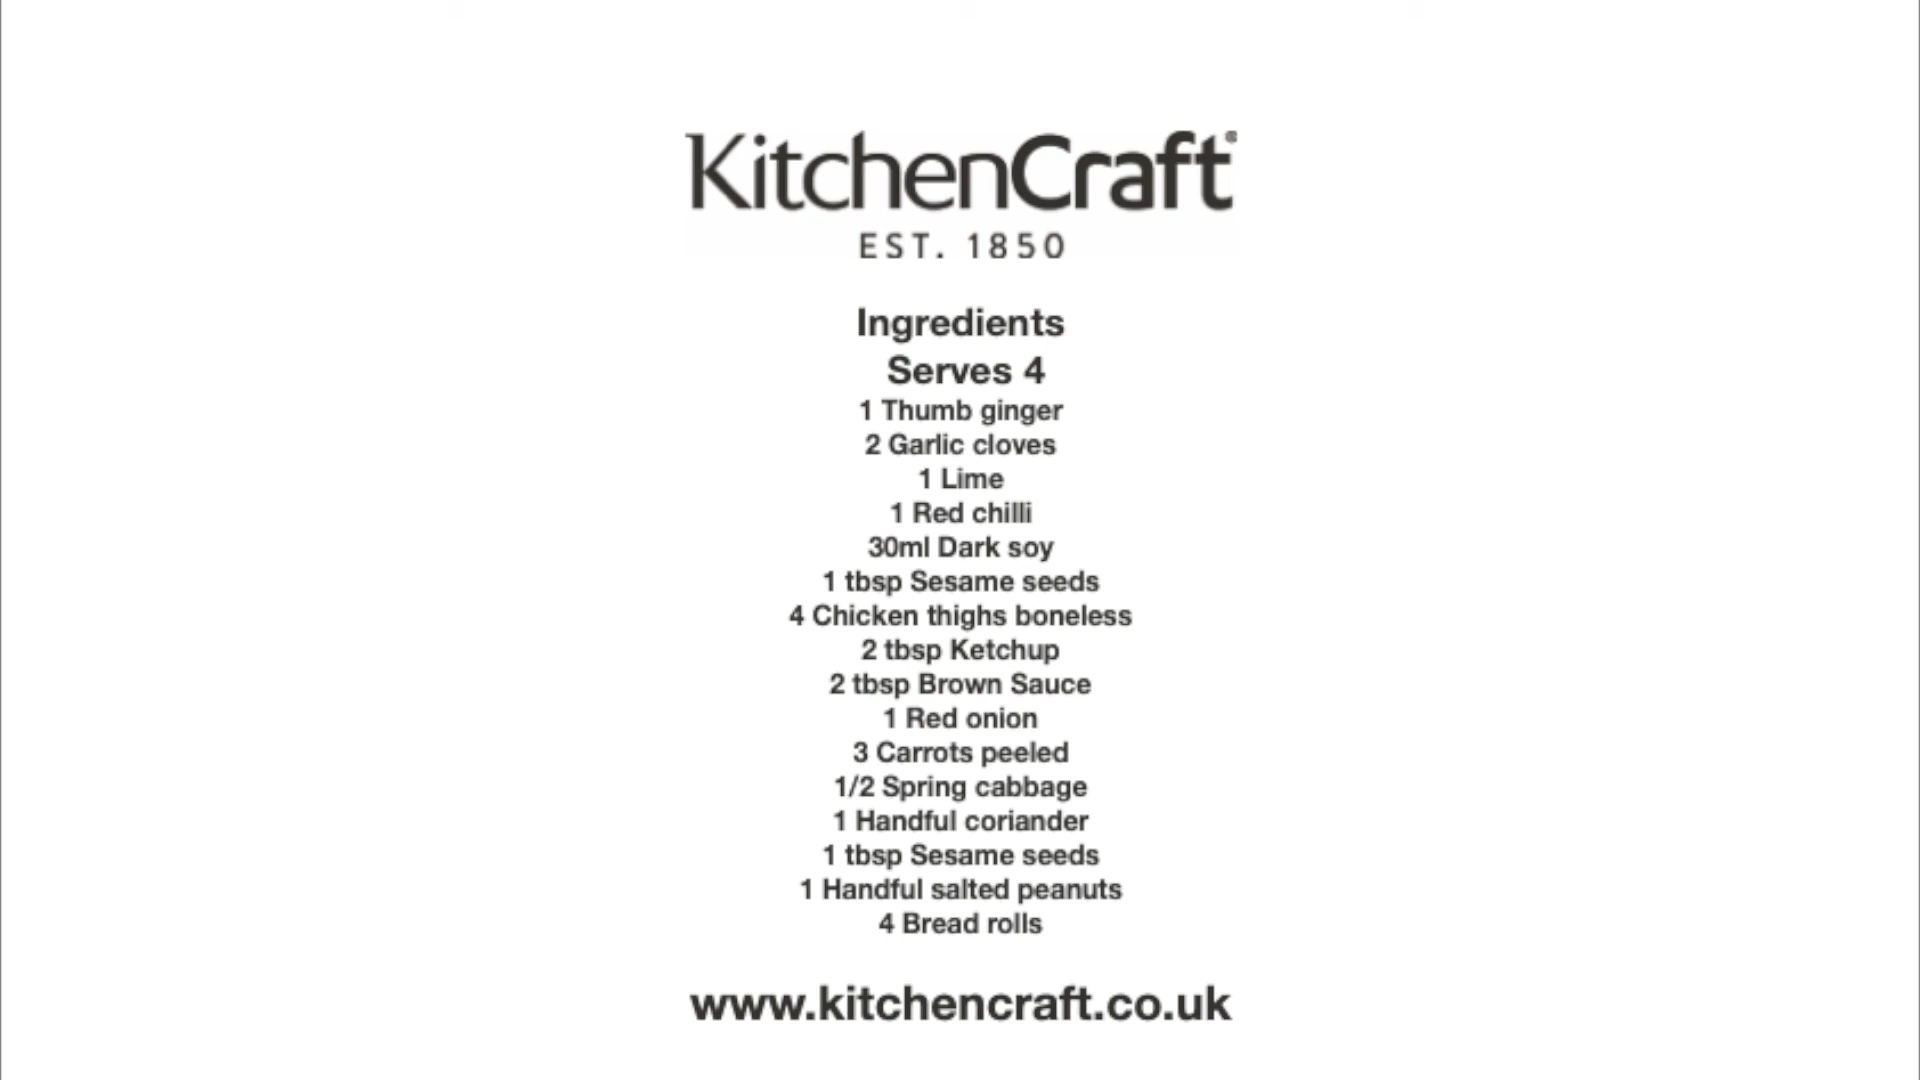 KitchenCraft®
EST. 1850
Ingredients
Serves 4
1 Thumb ginger
2 Garlic cloves
1 Lime
1 Red chilli
30ml Dark soy
1 tbsp Sesame seeds
4 Chicken thighs boneless
2 tbsp Ketchup
2 tbsp Brown Sauce
1 Red onion
3 Carrots peeled
1/2 Spring cabbage
1 Handful coriander
1 tbsp Sesame seeds
1 Handful salted peanuts
4 Bread rolls
www.kitchencraft.co.uk